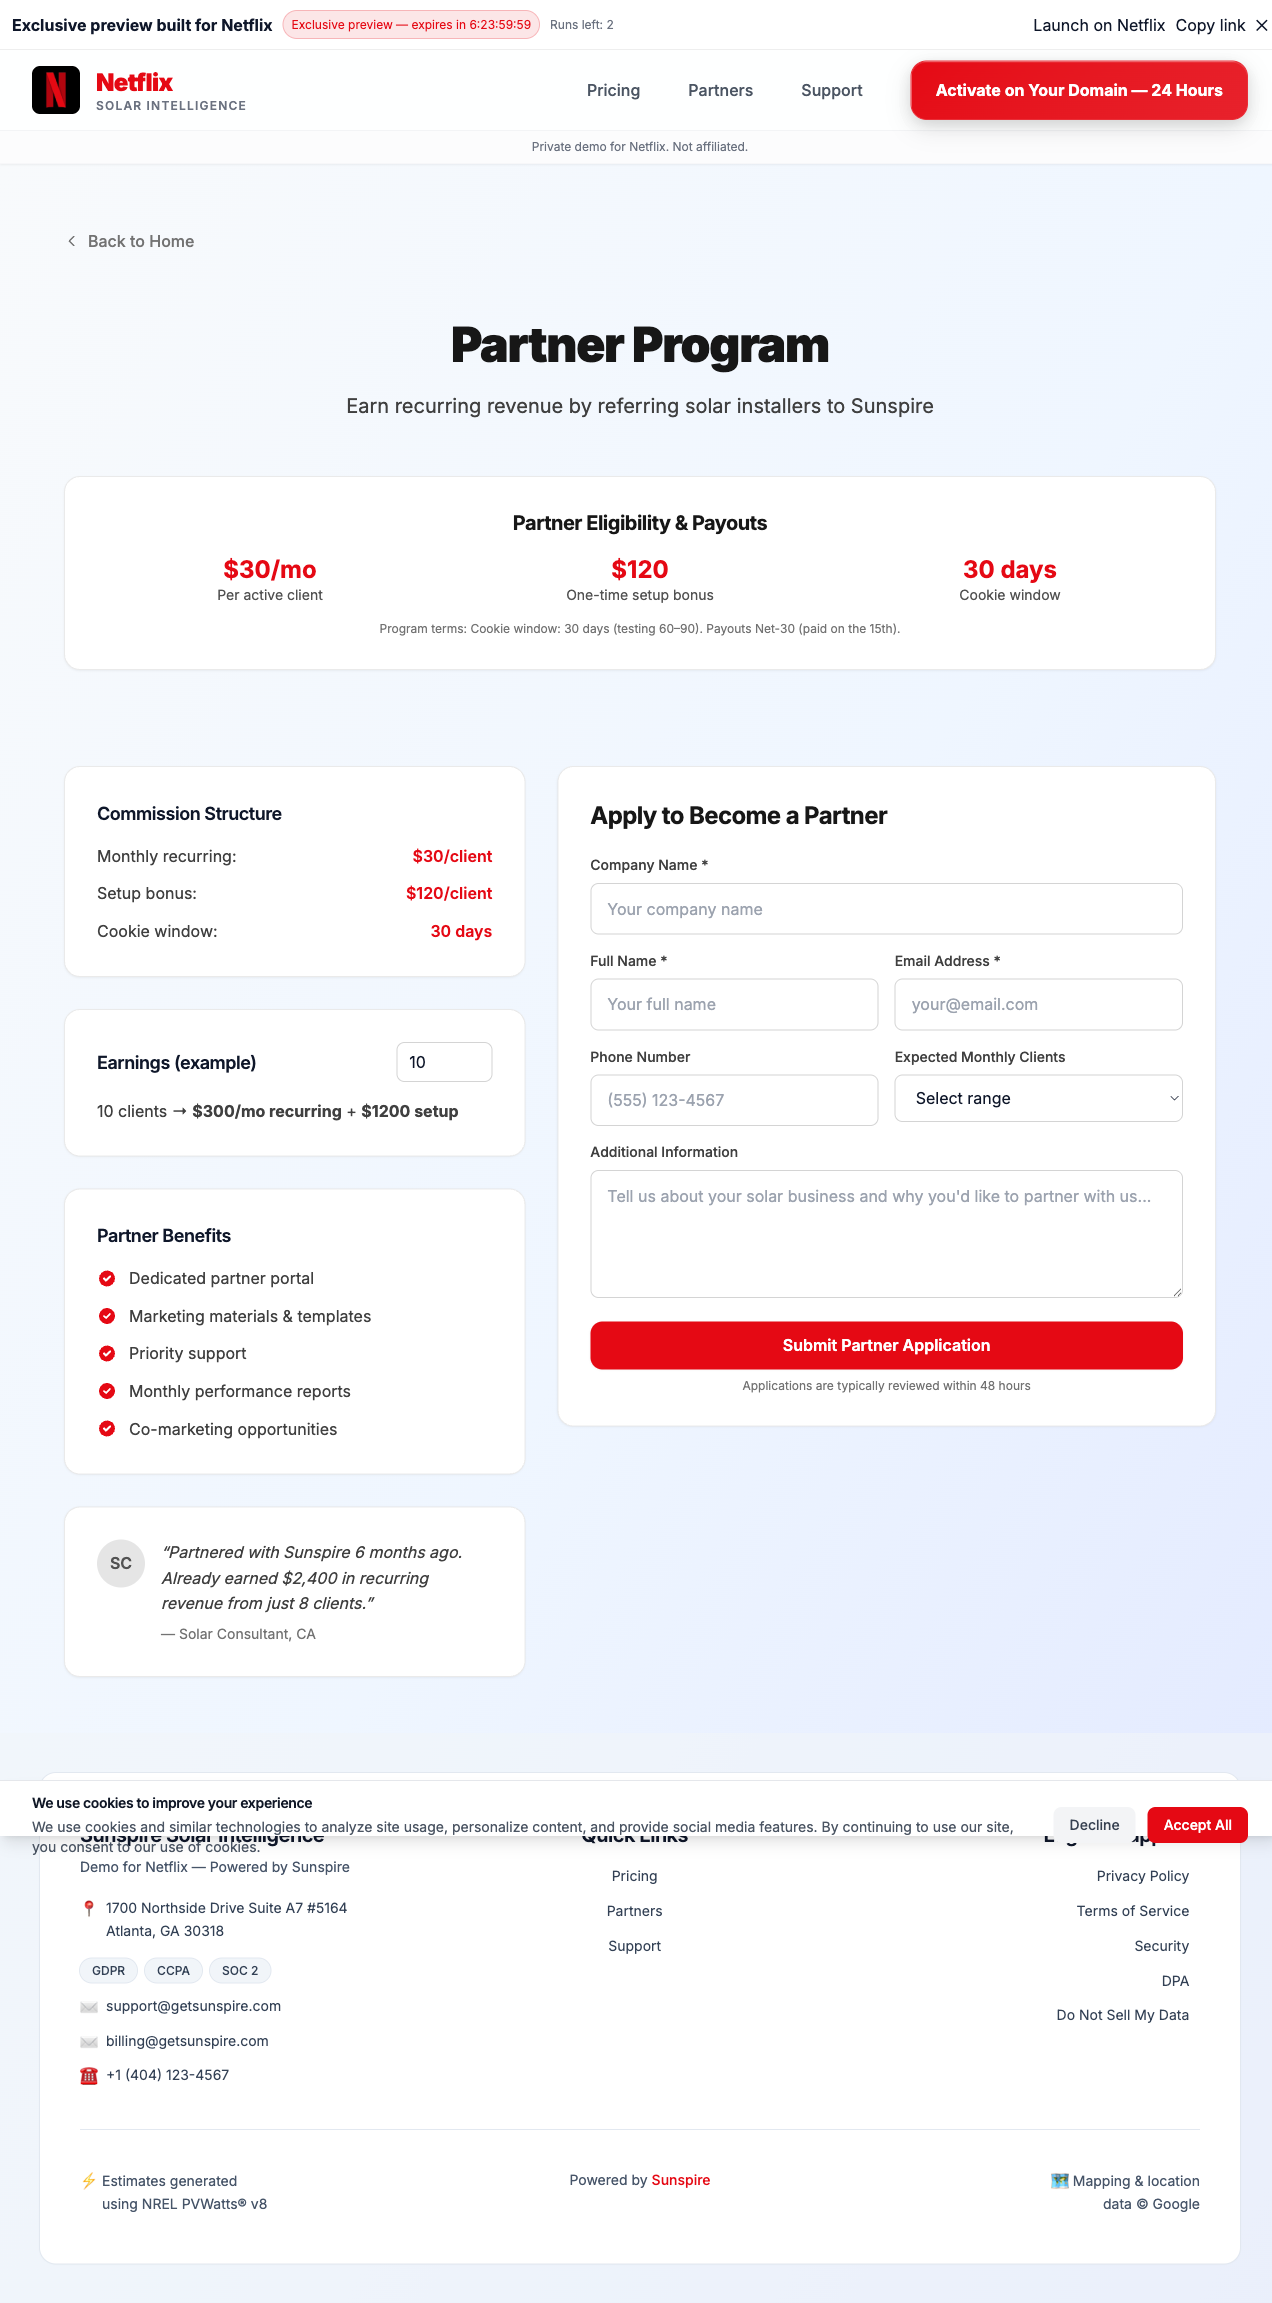 Exclusive preview built for Netflix
Exclusive preview — expires in 6:23:59:59
Runs left: 2
Launch on Netflix
Copy link
Netflix
SOLAR INTELLIGENCE
Pricing
Partners
Support
Activate on Your Domain — 24 Hours
Private demo for Netflix. Not affiliated.
Back to Home
Partner Program
Earn recurring revenue by referring solar installers to Sunspire
Partner Eligibility & Payouts
$30/mo
Per active client
$120
One-time setup bonus
30 days
Cookie window
Program terms: Cookie window: 30 days (testing 60–90). Payouts Net-30 (paid on the 15th).
Commission Structure
Monthly recurring: $30/client
Setup bonus: $120/client
Cookie window: 30 days
Earnings (example) 10
10 clients → $300/mo recurring + $1200 setup
Partner Benefits
Dedicated partner portal
Marketing materials & templates
Priority support
Monthly performance reports
Co-marketing opportunities
SC
“Partnered with Sunspire 6 months ago.
Already earned $2,400 in recurring
revenue from just 8 clients.”
— Solar Consultant, CA
Apply to Become a Partner
Company Name *
Your company name
Full Name *
Your full name
Email Address *
your@email.com
Phone Number
(555) 123-4567
Expected Monthly Clients
Select range
Additional Information
Tell us about your solar business and why you'd like to partner with us...
Submit Partner Application
Applications are typically reviewed within 48 hours
We use cookies to improve your experience
We use cookies and similar technologies to analyze site usage, personalize content, and provide social media features. By continuing to use our site,
you consent to our use of cookies.
Decline
Accept All
Sunspire Solar Intelligence
Demo for Netflix — Powered by Sunspire
1700 Northside Drive Suite A7 #5164
Atlanta, GA 30318
GDPR
CCPA
SOC 2
support@getsunspire.com
billing@getsunspire.com
+1 (404) 123-4567
Quick Links
Pricing
Partners
Support
Privacy Policy
Terms of Service
Security
DPA
Do Not Sell My Data
Estimates generated
using NREL PVWatts® v8
Powered by Sunspire
Mapping & location
data © Google